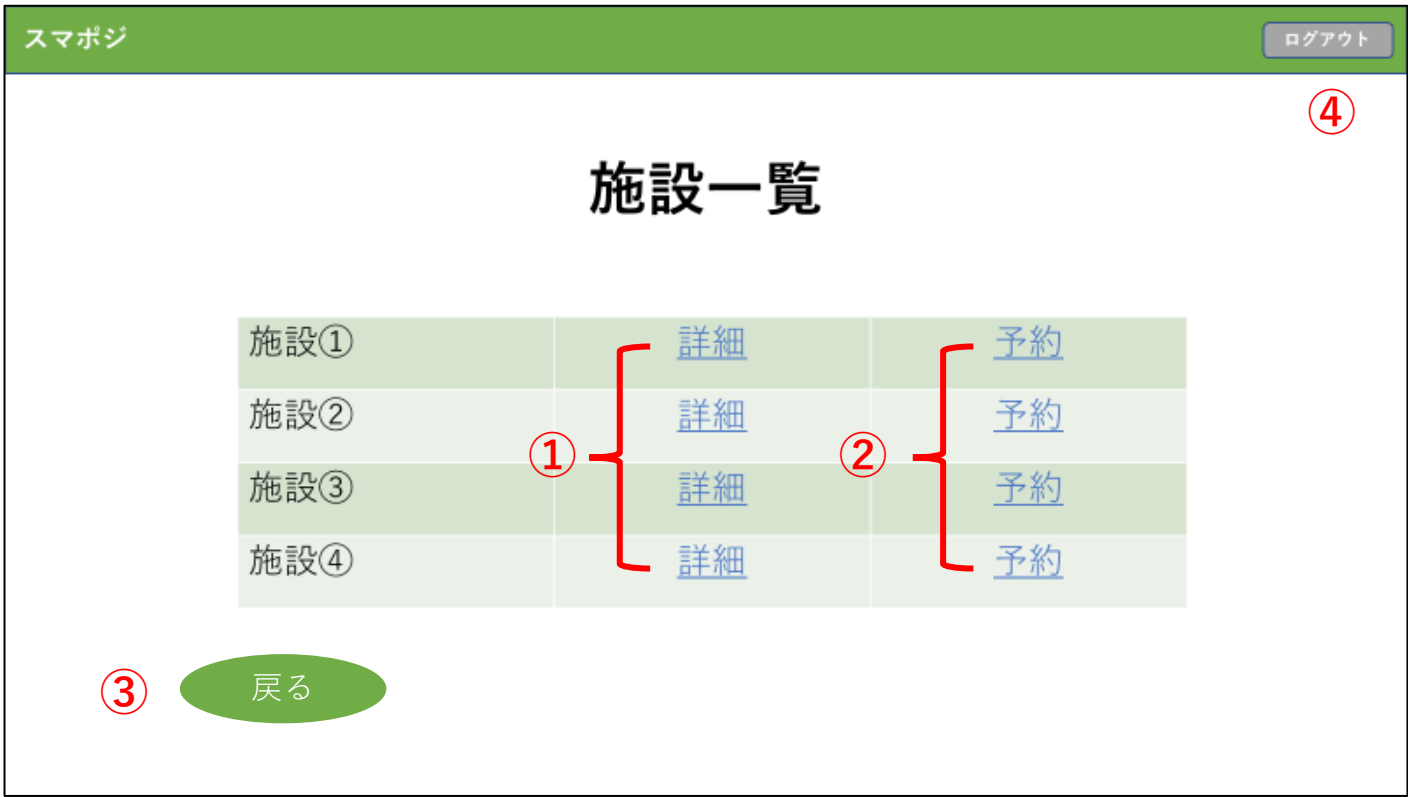 スマポジ ログアウト
④
施設一覧
施設① 詳細 予約
施設② 詳細 予約
① ②
施設③ 詳細 予約
施設④ 詳細 予約
③ 戻る